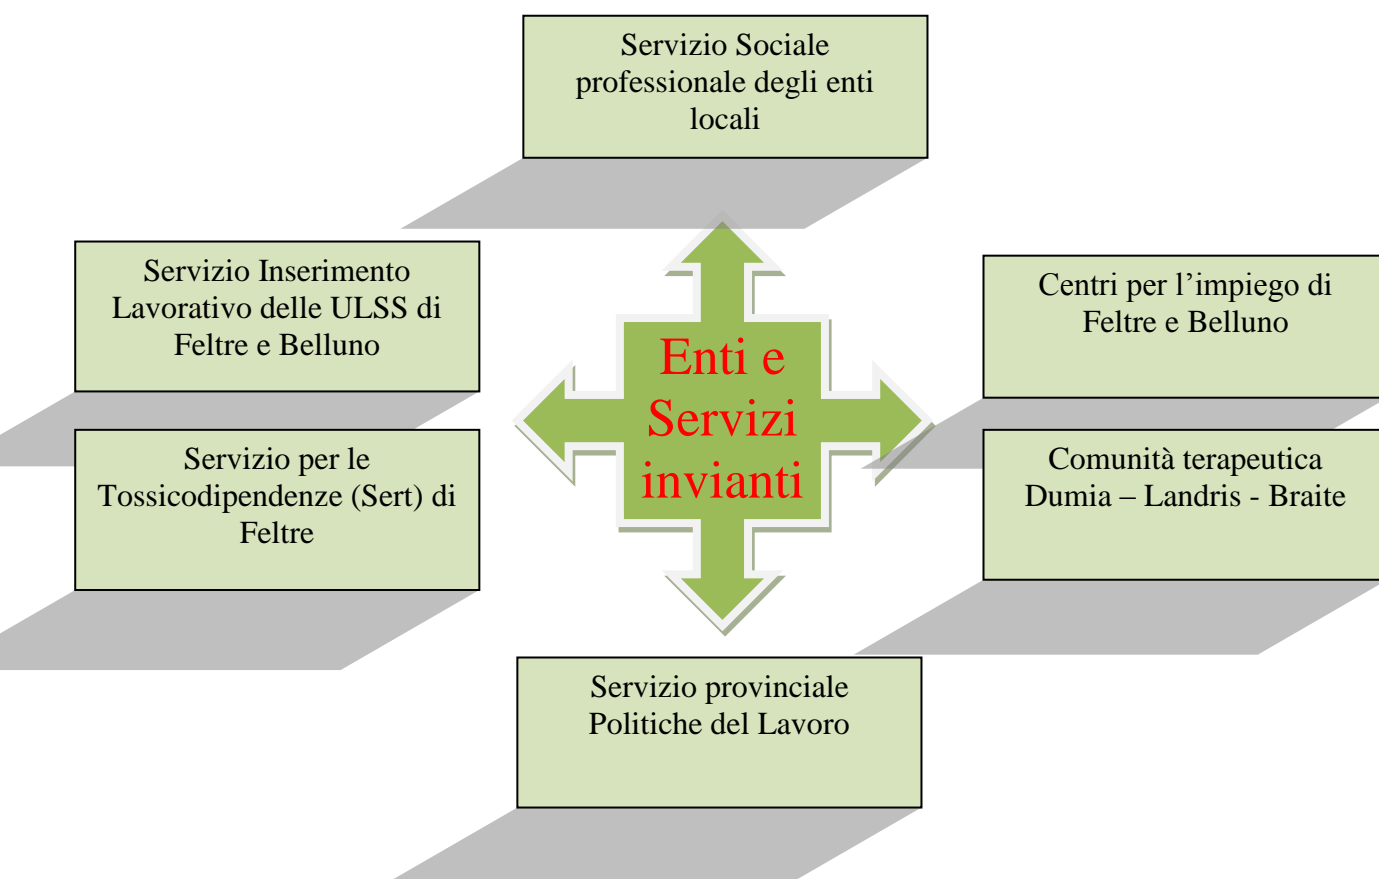 Servizio Sociale
professionale degli enti
locali
Servizio Inserimento
Lavorativo delle ULSS di
Feltre e Belluno
Centri per l’impiego di
Feltre e Belluno
Enti e
Servizi
invianti
Servizio per le
Tossicodipendenze (Sert) di
Feltre
Comunità terapeutica
Dumia – Landris - Braite
Servizio provinciale
Politiche del Lavoro